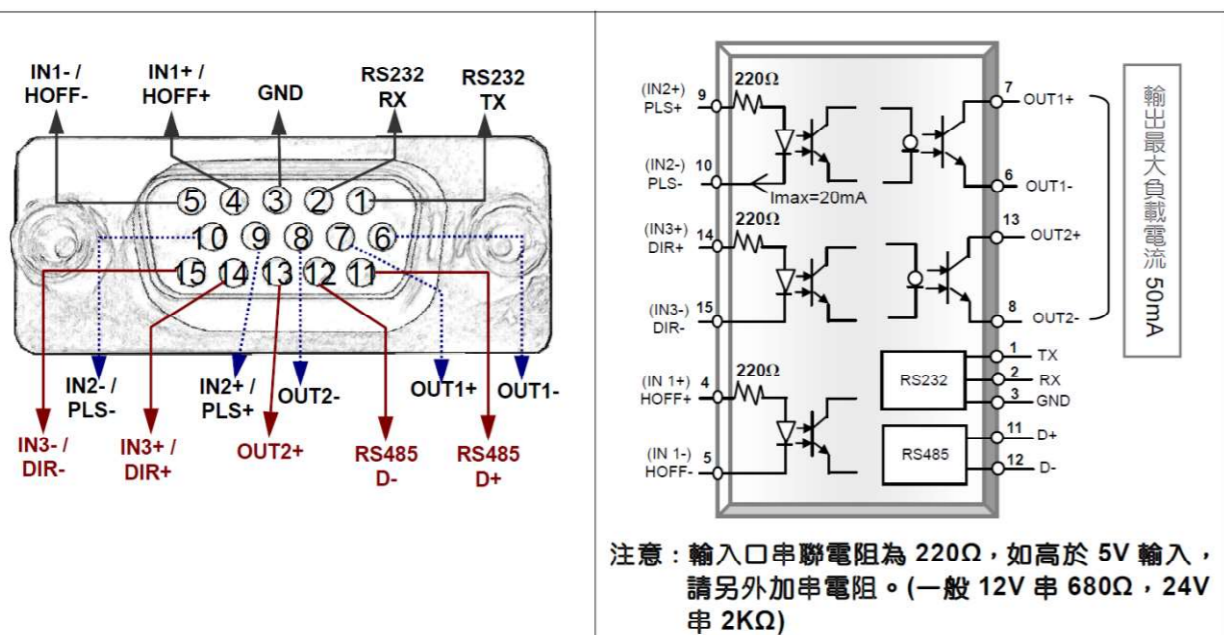 IN1- /
HOFF-
IN1+ /
HOFF+
GND
RS232
RX
RS232
TX
5 4 3 2 1
10 9 8 7 6
15 14 13 12 11
IN2- /
PLS-
IN2+ /
PLS+
OUT2-
OUT1+
OUT1-
IN3- /
DIR-
IN3+ /
DIR+
OUT2+
RS485
D-
RS485
D+
(IN2+)
PLS+
9
220Ω
(IN2-)
PLS-
10
Imax=20mA
(IN3+)
DIR+
14
220Ω
(IN3-)
DIR-
15
(IN 1+)
HOFF+
4
220Ω
(IN 1-)
HOFF-
5
7
OUT1+
6
OUT1-
13
OUT2+
8
OUT2-
RS232
1 TX
2 RX
3 GND
RS485
11 D+
12 D-
輸出最大負載電流 50mA
注意：輸入口串聯電阻為 220Ω，如高於 5V 輸入，
請另外加串電阻。(一般 12V 串 680Ω，24V
串 2KΩ)